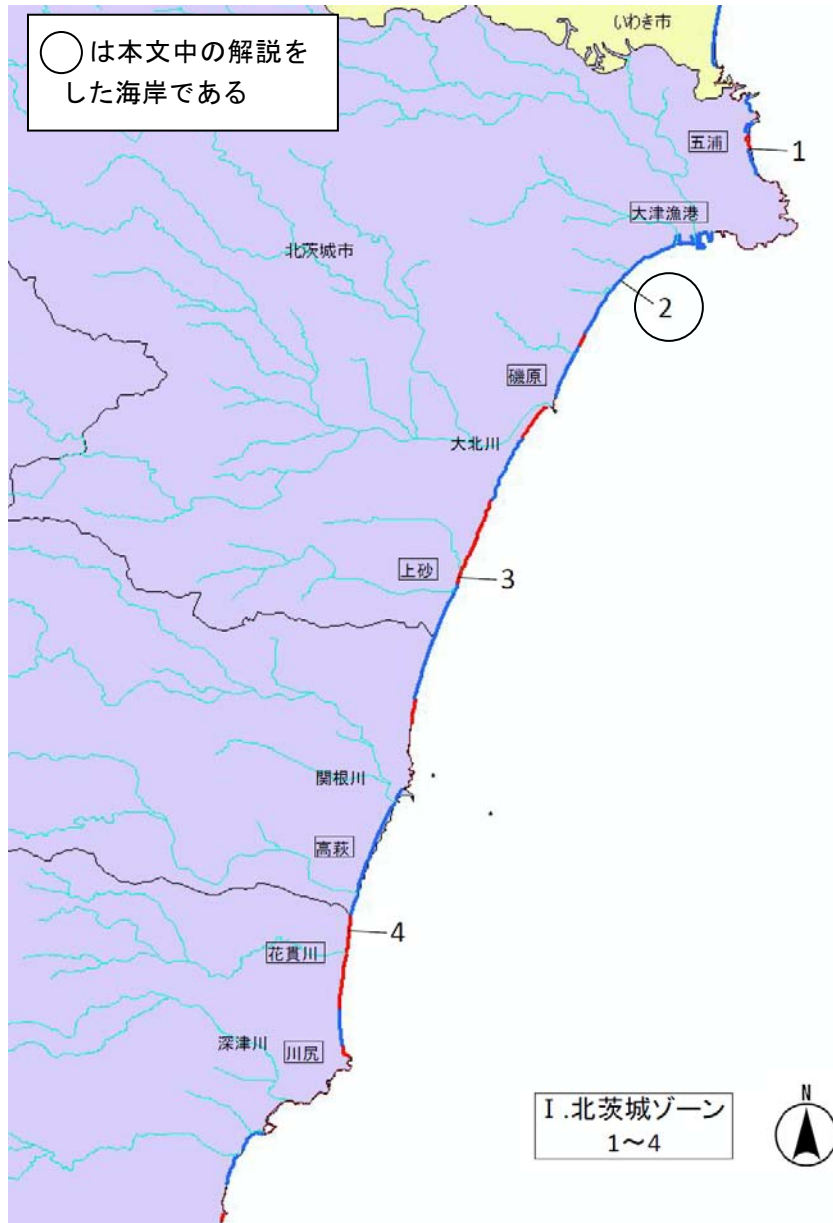 ◯は本文中の解説を
した海岸である
いわき市
五浦
1
大津漁港
北茨城市
2
磯原
大北川
上砂
3
関根川
高萩
4
花貫川
深津川
川尻
Ⅰ.北茨城ゾーン
1～4
N